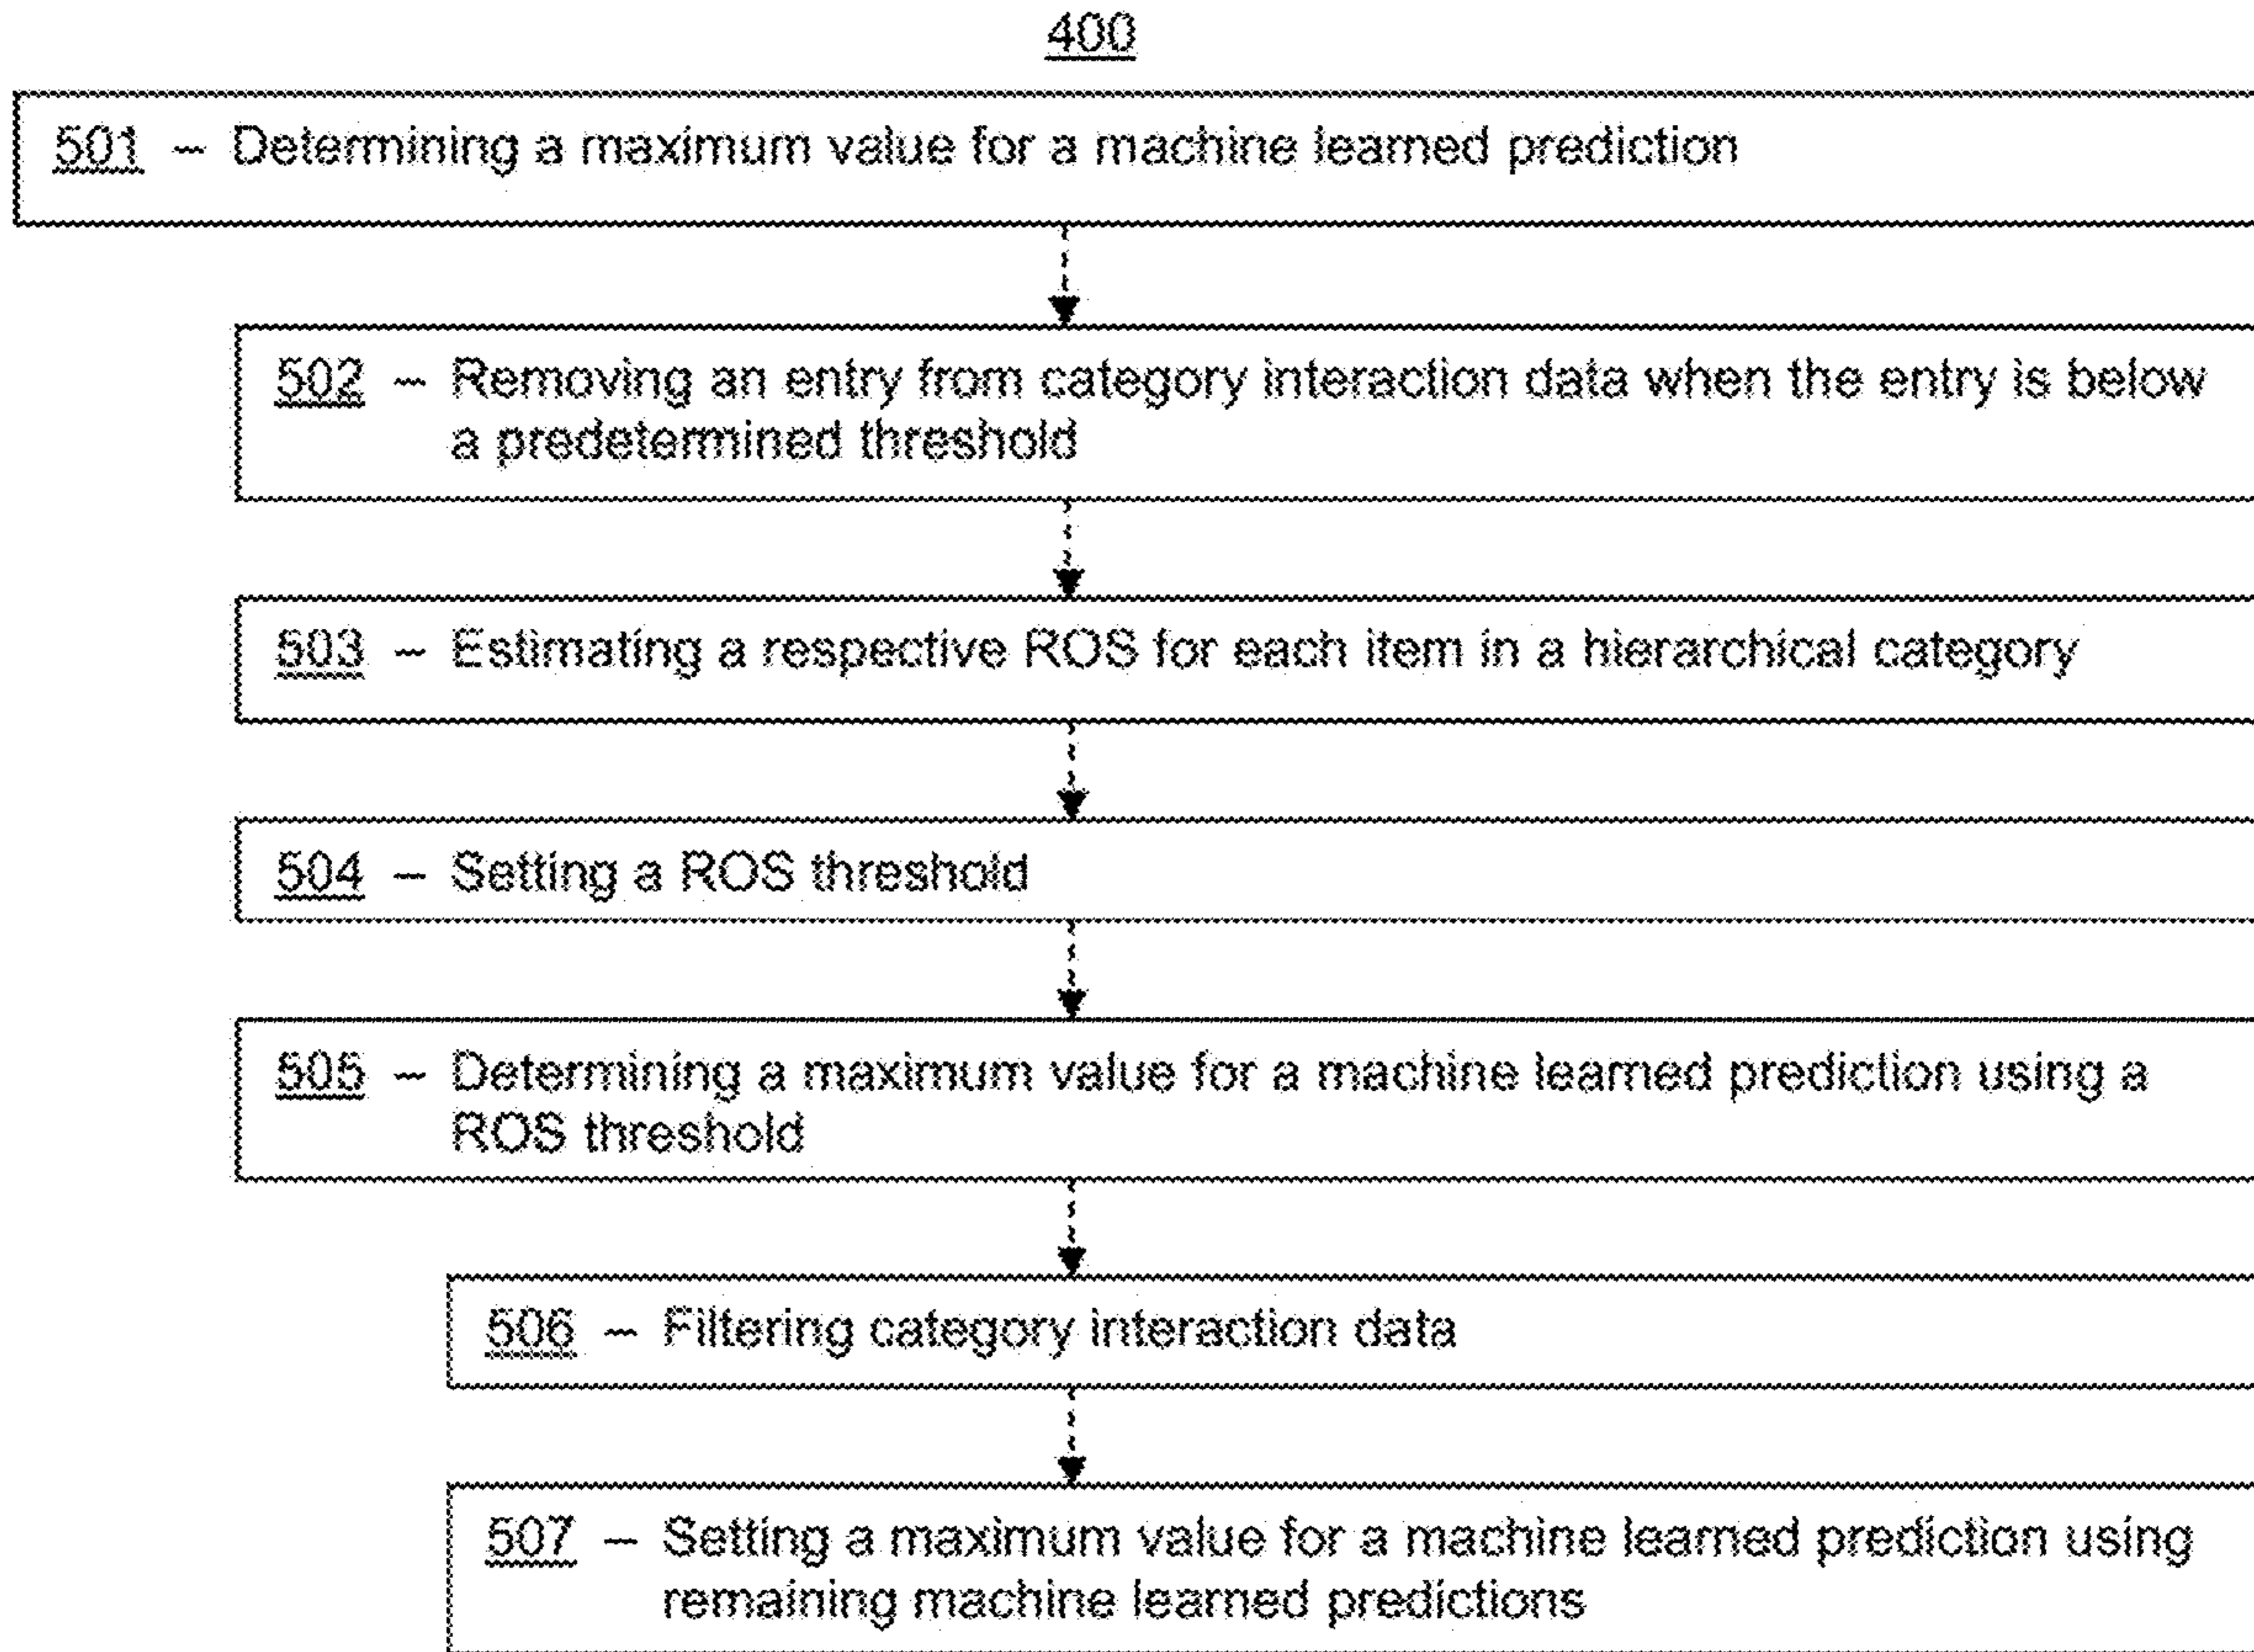 400
501 – Determining a maximum value for a machine learned prediction
502 – Removing an entry from category interaction data when the entry is below
a predetermined threshold
503 – Estimating a respective ROS for each item in a hierarchical category
504 – Setting a ROS threshold
505 – Determining a maximum value for a machine learned prediction using a
ROS threshold
506 – Filtering category interaction data
507 – Setting a maximum value for a machine learned prediction using
remaining machine learned predictions